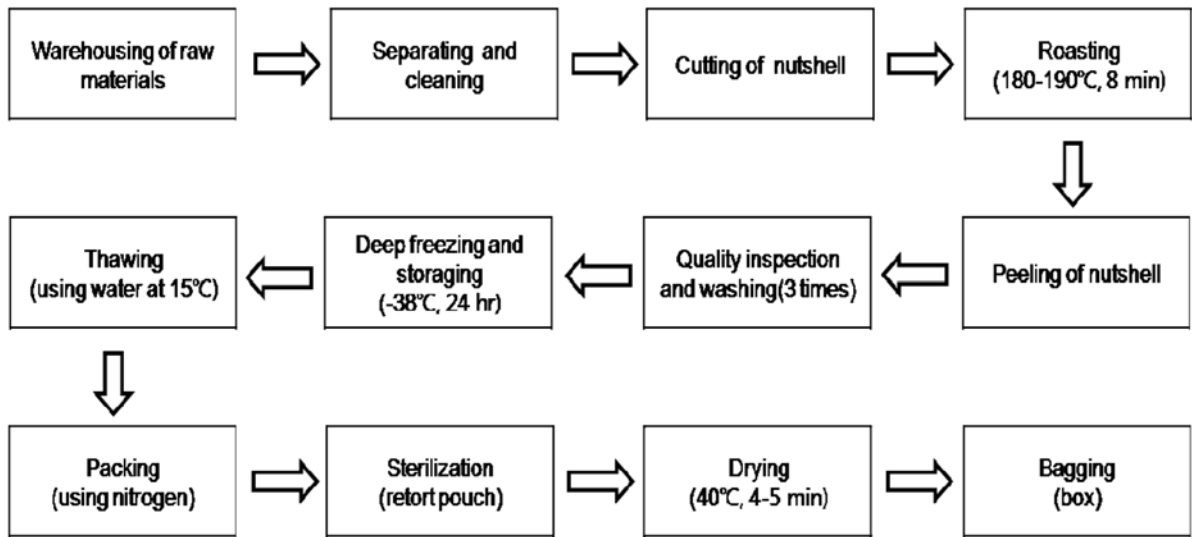 Warehousing of raw
materials
Separating and
cleaning
Cutting of nutshell
Roasting
(180-190℃, 8 min)
Thawing
(using water at 15℃)
Deep freezing and
storaging
(-38℃, 24 hr)
Quality inspection
and washing(3 times)
Peeling of nutshell
Packing
(using nitrogen)
Sterilization
(retort pouch)
Drying
(40℃, 4-5 min)
Bagging
(box)